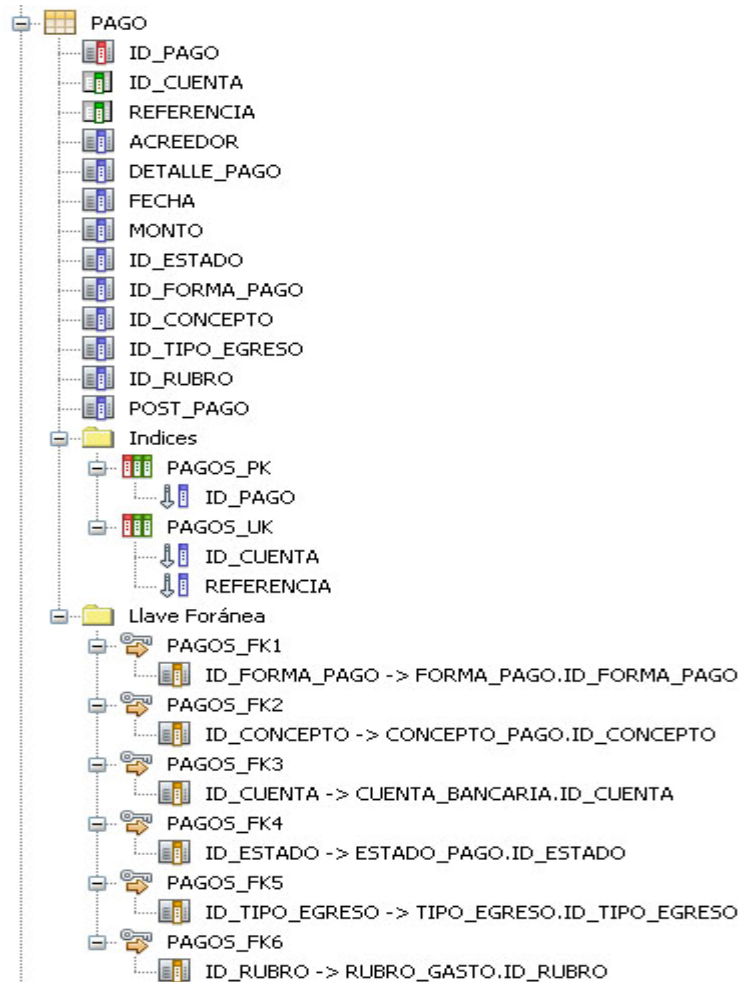 PAGO
ID_PAGO
ID_CUENTA
REFERENCIA
ACREEDOR
DETALLE_PAGO
FECHA
MONTO
ID_ESTADO
ID_FORMA_PAGO
ID_CONCEPTO
ID_TIPO_EGRESO
ID_RUBRO
POST_PAGO
Indices
PAGOS_PK
ID_PAGO
PAGOS_UK
ID_CUENTA
REFERENCIA
Llave Foránea
PAGOS_FK1
ID_FORMA_PAGO -> FORMA_PAGO.ID_FORMA_PAGO
PAGOS_FK2
ID_CONCEPTO -> CONCEPTO_PAGO.ID_CONCEPTO
PAGOS_FK3
ID_CUENTA -> CUENTA_BANCARIA.ID_CUENTA
PAGOS_FK4
ID_ESTADO -> ESTADO_PAGO.ID_ESTADO
PAGOS_FK5
ID_TIPO_EGRESO -> TIPO_EGRESO.ID_TIPO_EGRESO
PAGOS_FK6
ID_RUBRO -> RUBRO_GASTO.ID_RUBRO